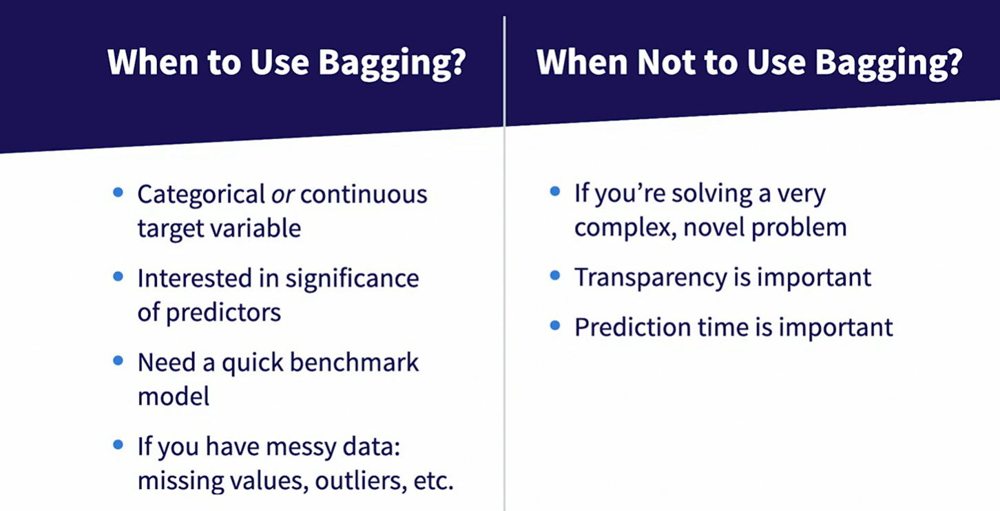 When to Use Bagging?
Categorical or continuous
target variable
Interested in significance
of predictors
Need a quick benchmark
model
If you have messy data:
missing values, outliers, etc.
When Not to Use Bagging?
If you’re solving a very
complex, novel problem
Transparency is important
Prediction time is important